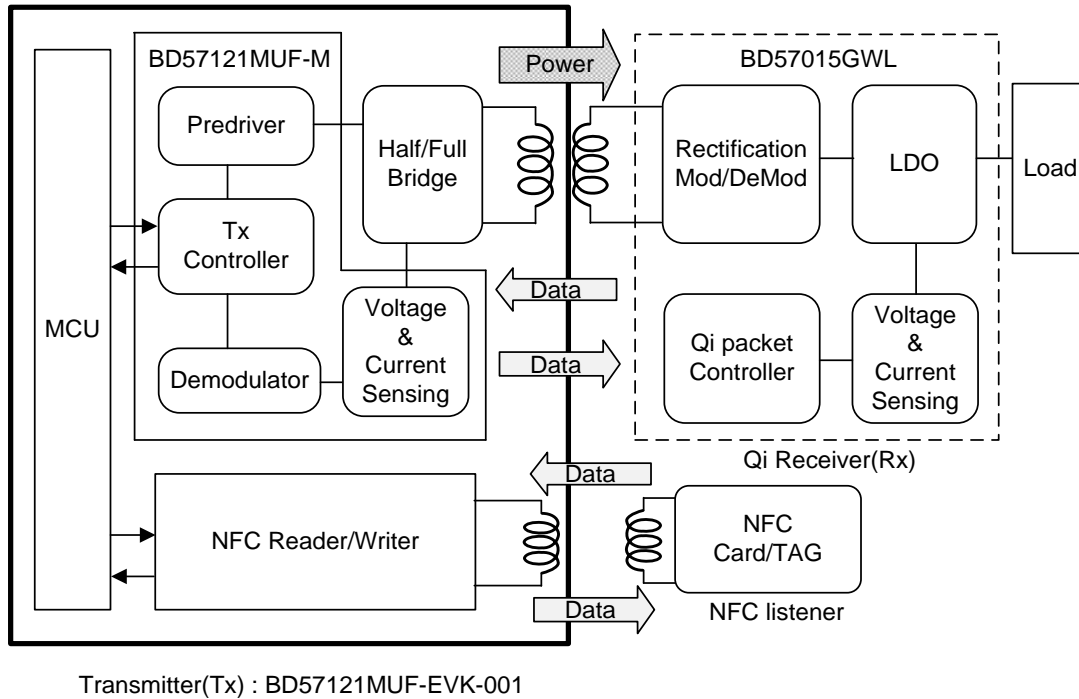 BD57121MUF-M
Predriver
Tx
Controller
Demodulator
MCU
Half/Full
Bridge
Voltage
&
Current
Sensing
NFC Reader/Writer
Power
Data
Data
Data
Data
BD57015GWL
Rectification
Mod/DeMod
LDO
Load
Qi packet
Controller
Voltage
&
Current
Sensing
Qi Receiver(Rx)
NFC
Card/TAG
NFC listener
Transmitter(Tx) : BD57121MUF-EVK-001